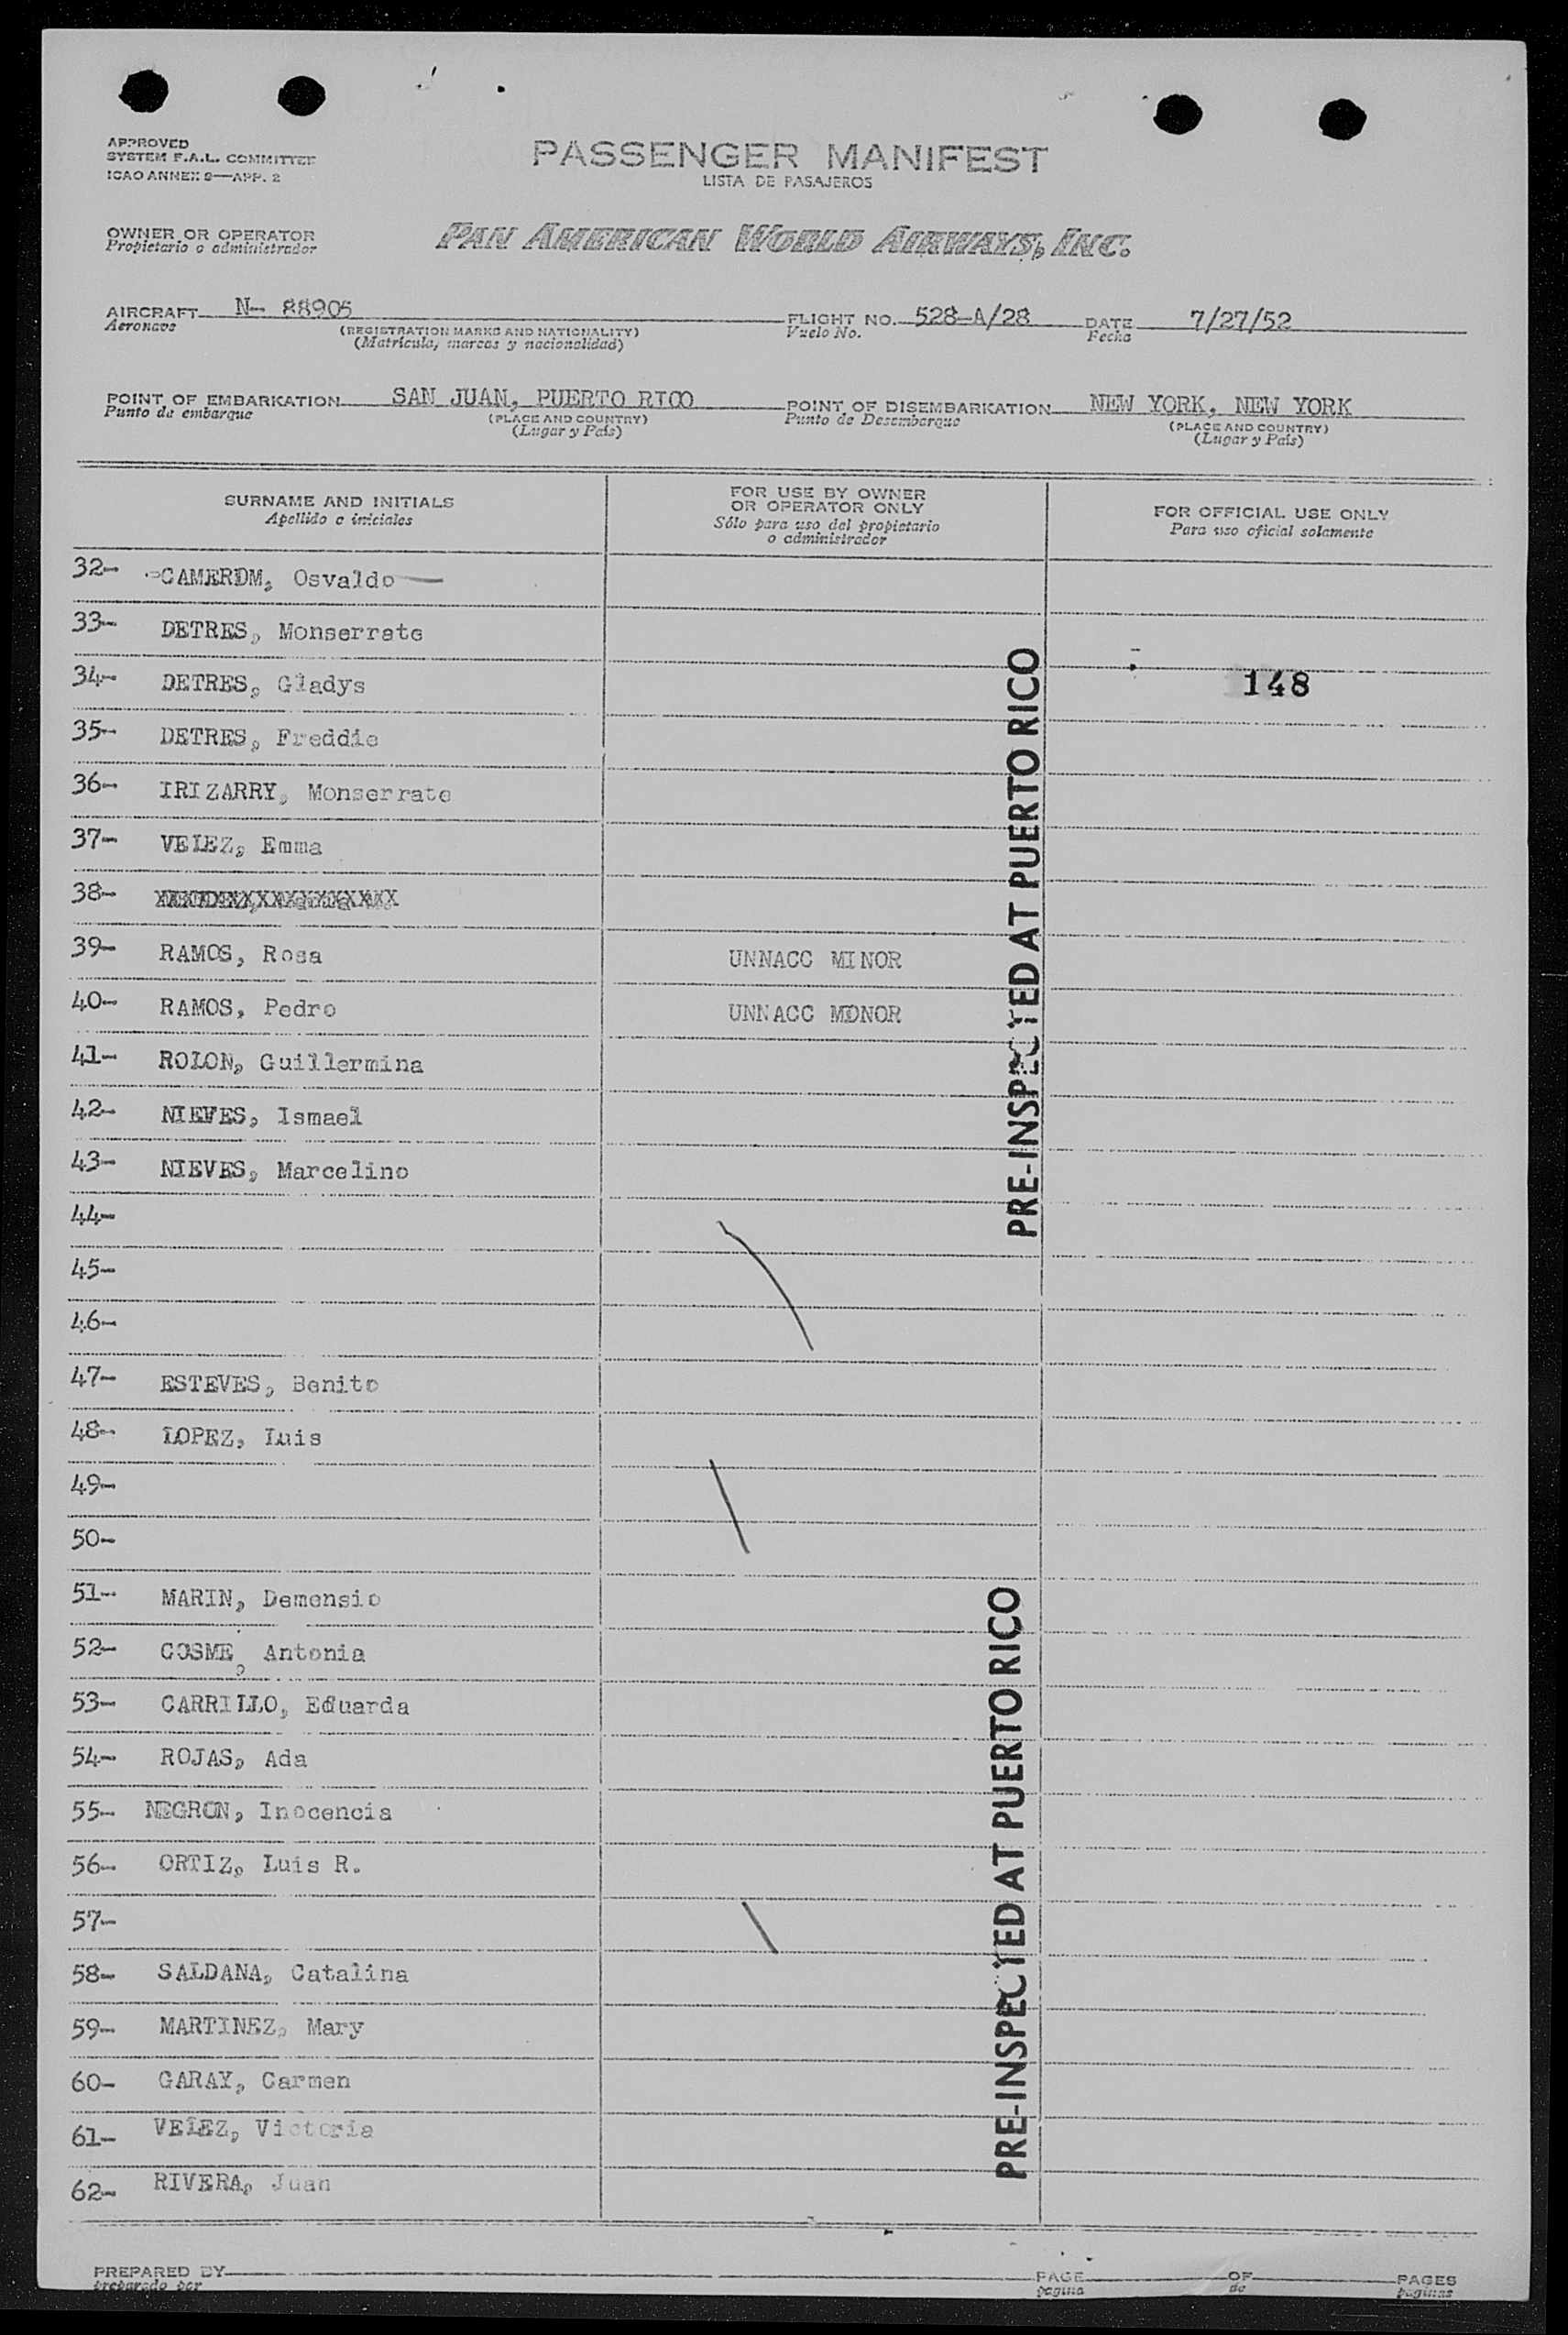 APPROVED
SYSTEM F.A.L. COMMITTEE
ICAO ANNEX 9—APP. 2
PASSENGER MANIFEST
LISTA DE PASAJEROS
OWNER OR OPERATOR
Propietario o administrador
PAN AMERICAN WORLD AIRWAYS, INC.
AIRCRAFT N- 88905 FLIGHT NO. 528-A/28 DATE 7/27/52
Aeronave (REGISTRATION MARKS AND NATIONALITY) Vuelo No. Fecha
(Matrícula, marcas y nacionalidad)
POINT OF EMBARKATION SAN JUAN, PUERTO RICO POINT OF DISEMBARKATION NEW YORK, NEW YORK
Punto de embarque (PLACE AND COUNTRY) Punto de Desembarque (PLACE AND COUNTRY)
(Lugar y País) (Lugar y País)
SURNAME AND INITIALS
Apellido e iniciales
FOR USE BY OWNER
OR OPERATOR ONLY
Sólo para uso del propietario
o administrador
FOR OFFICIAL USE ONLY
Para uso oficial solamente
32- Osvaldo
33- DETRES, Monserrate
34- DETRES, Gladys 148
35- DETRES, Freddie
36- IRIZARRY, Monserrate
37- VELEZ, Emma
38-
39- RAMOS, Rosa UNNACC MINOR
40- RAMOS, Pedro UNNACC MONOR
41- ROLON, Guillermina
42- NIEVES, Ismael
43- NIEVES, Marcelino
PRE-INSPECTED AT PUERTO RICO
44-
45-
46-
47- ESTEVES, Benito
48- LOPEZ, Luis
49-
50-
51- MARIN, Demensio
52- COSME, Antonia
53- CARRILLO, Eduarda
54- ROJAS, Ada
55- NEGRON, Inocencia
56- ORTIZ, Luis R.
57-
58- SALDANA, Catalina
59- MARTINEZ, Mary
60- GARAY, Carmen
61- VELEZ, Victoria
62- RIVERA, Juan
PRE-INSPECTED AT PUERTO RICO
PREPARED BY PAGE OF PAGES
preparado por pagina de paginas